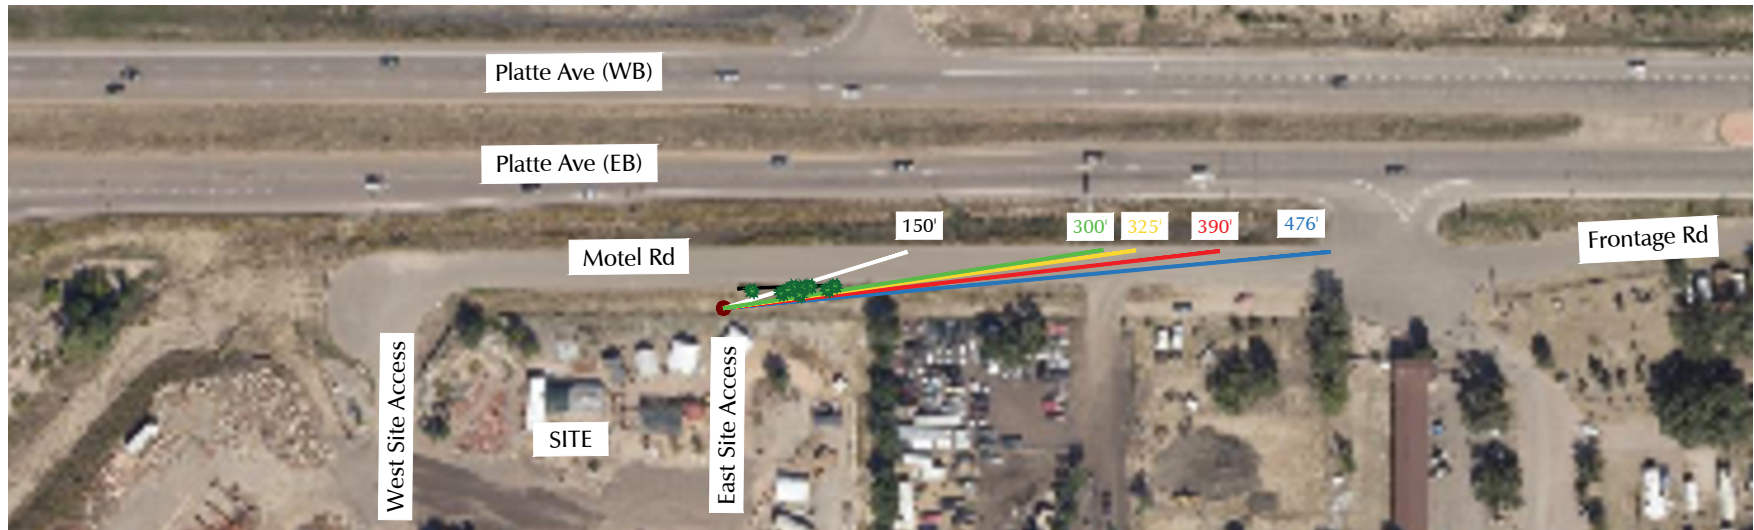 Platte Ave (WB)
Platte Ave (EB)
150'
300'
325'
390'
476'
Motel Rd
Frontage Rd
West Site Access
SITE
East Site Access